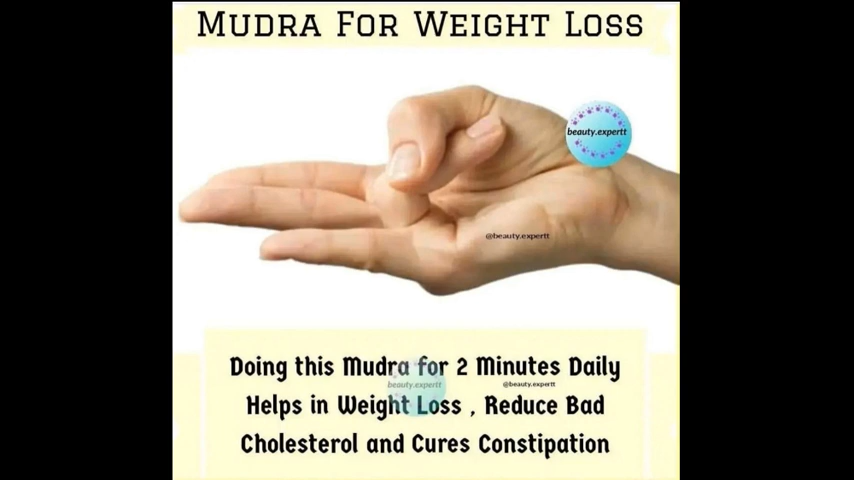 Mudra For Weight Loss
beauty.expertt
@beauty.expertt
Doing this Mudra for 2 Minutes Daily
beauty.expertt
@beauty.expertt
Helps in Weight Loss , Reduce Bad
Cholesterol and Cures Constipation